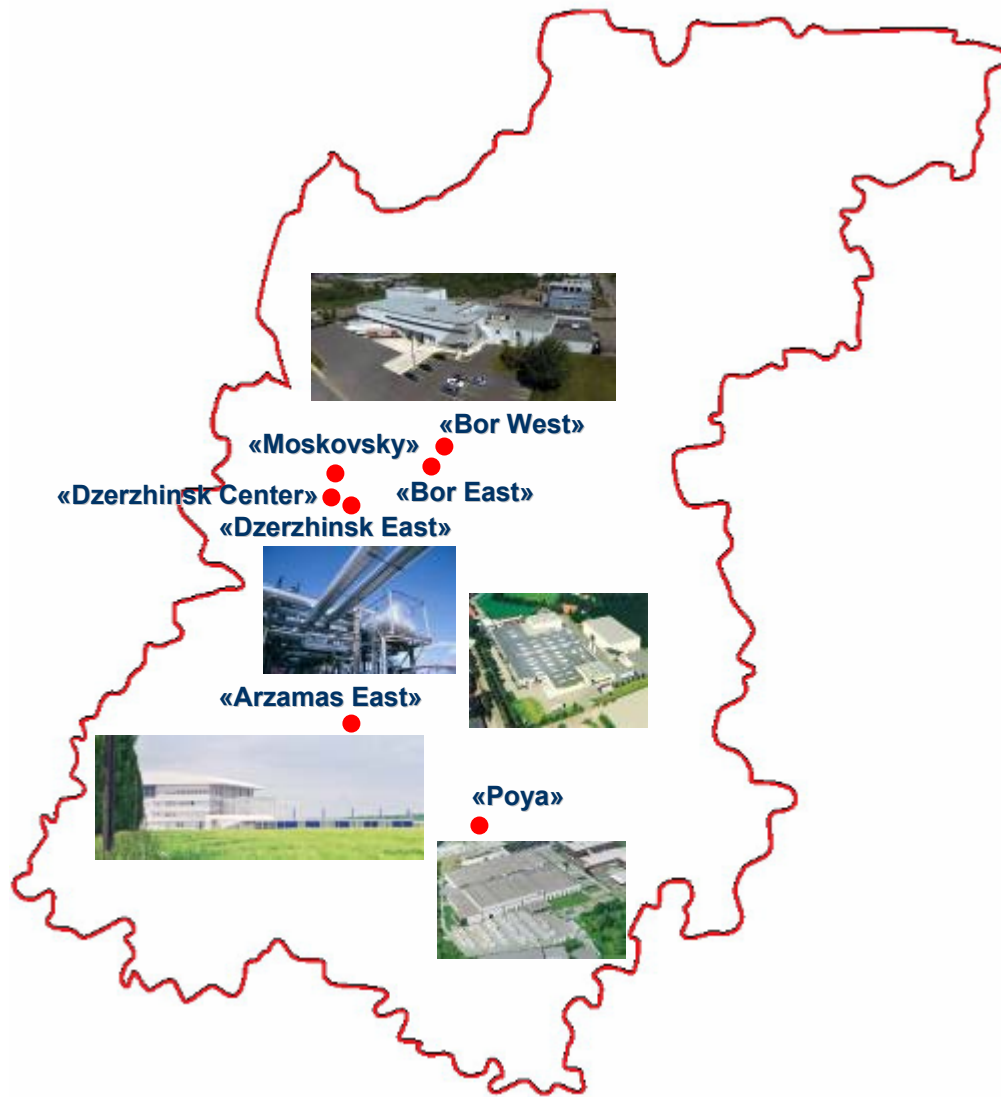 «Bor West»
«Moskovsky»
«Bor East»
«Dzerzhinsk Center»
«Dzerzhinsk East»
«Arzamas East»
«Poya»